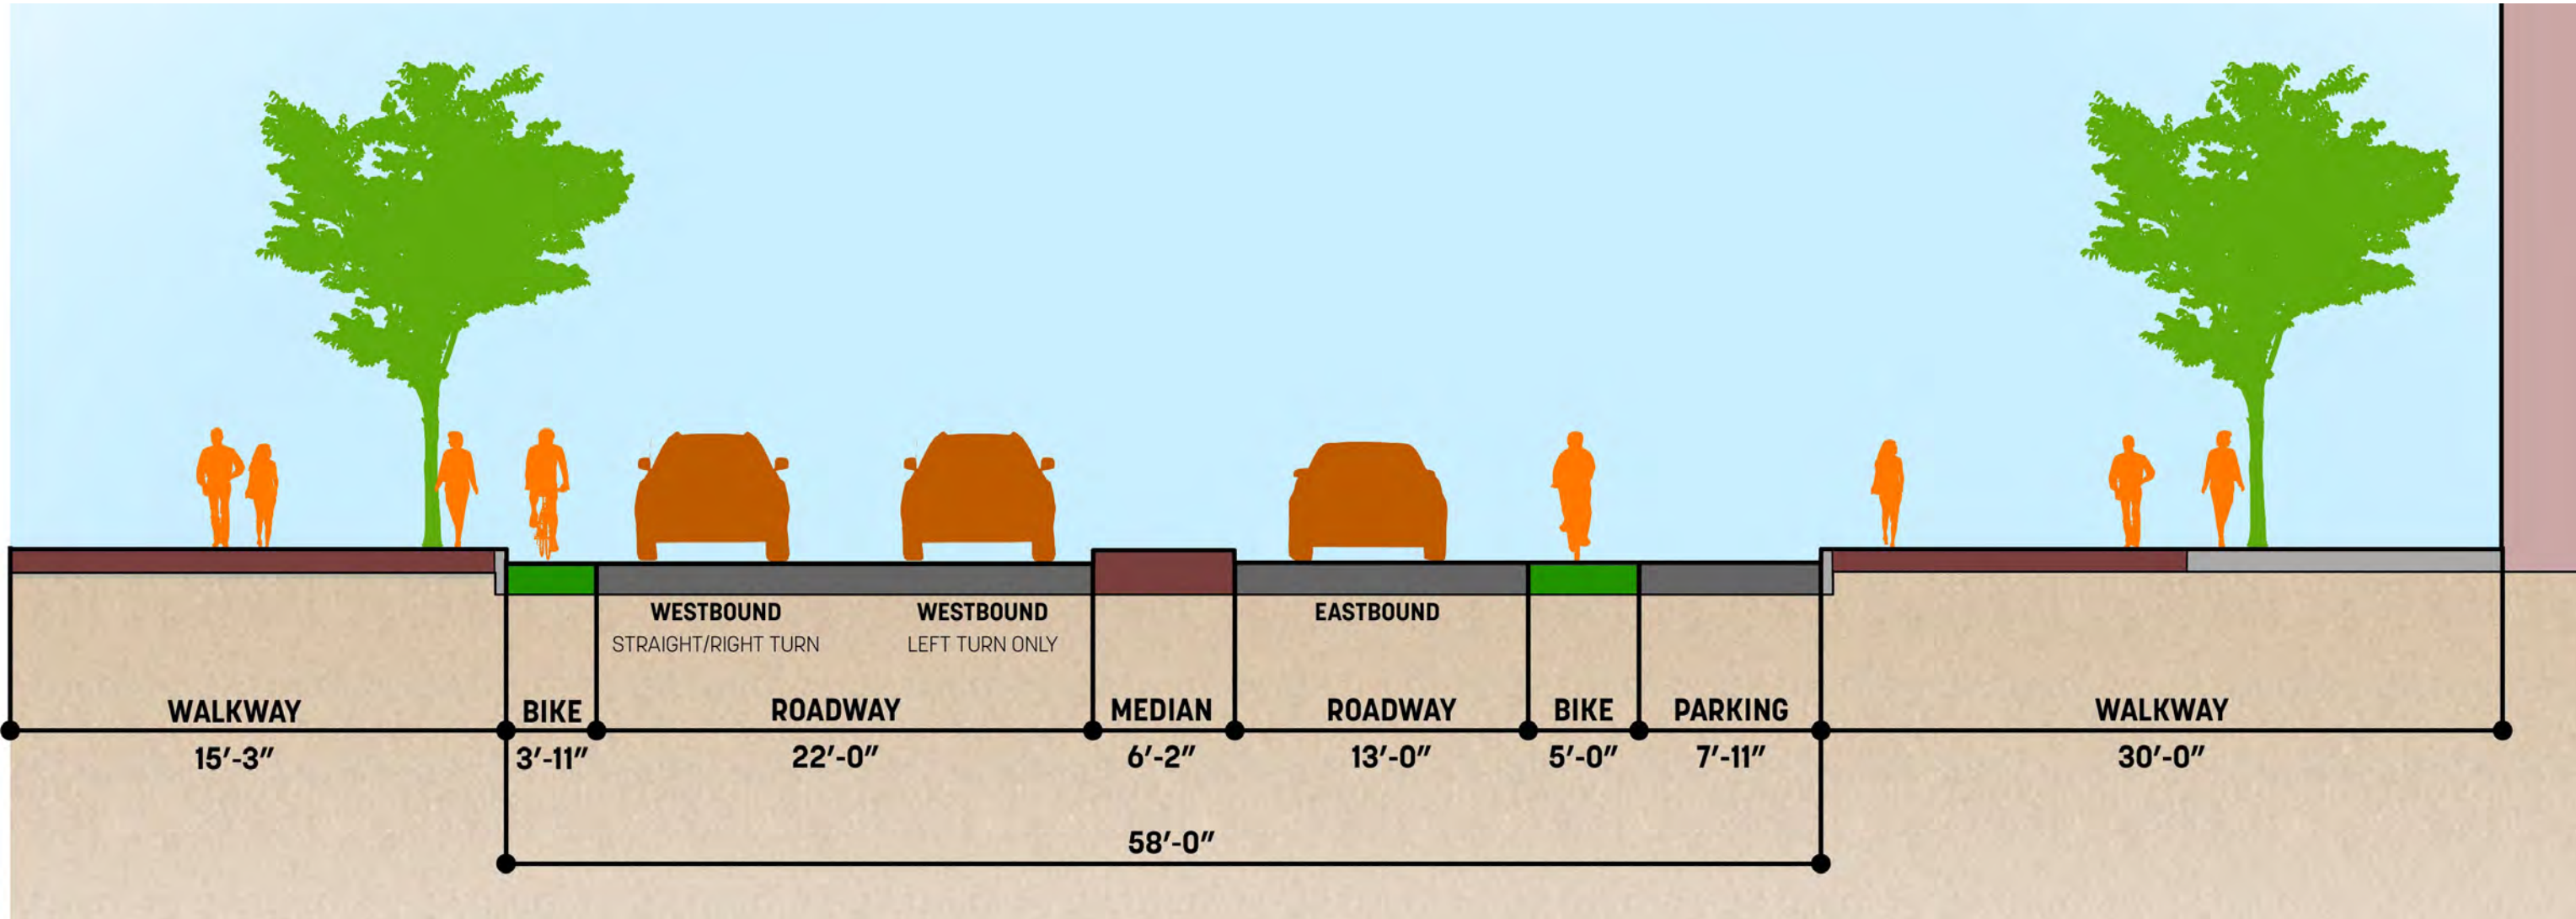 WESTBOUND
STRAIGHT/RIGHT TURN
WESTBOUND
LEFT TURN ONLY
EASTBOUND
WALKWAY
15′-3″
BIKE
3′-11″
ROADWAY
22′-0″
MEDIAN
6′-2″
ROADWAY
13′-0″
BIKE
5′-0″
PARKING
7′-11″
WALKWAY
30′-0″
58′-0″